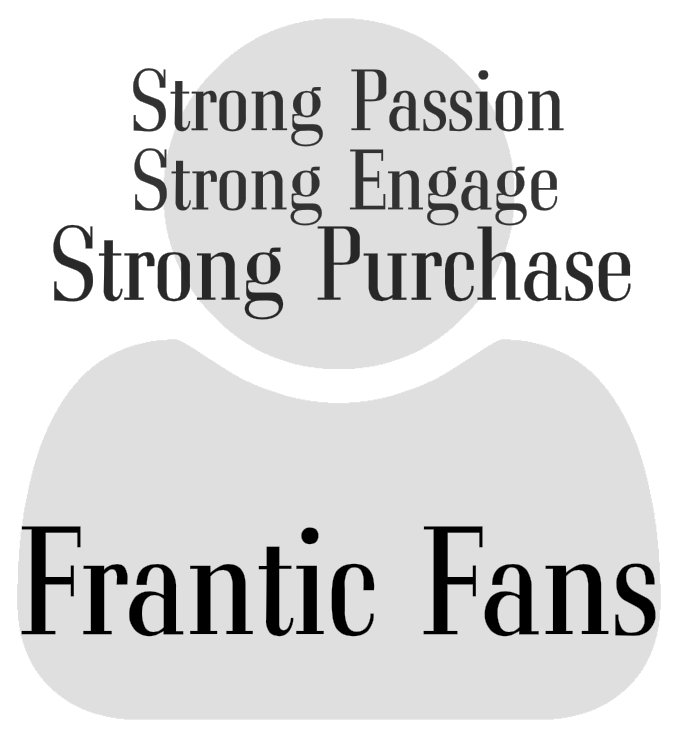 Strong Passion
Strong Engage
Strong Purchase
Frantic Fans